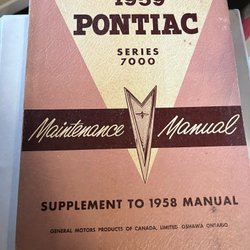 1959
PONTIAC
SERIES
7000
Maintenance Manual
SUPPLEMENT TO 1958 MANUAL
GENERAL MOTORS PRODUCTS OF CANADA, LIMITED OSHAWA ONTARIO